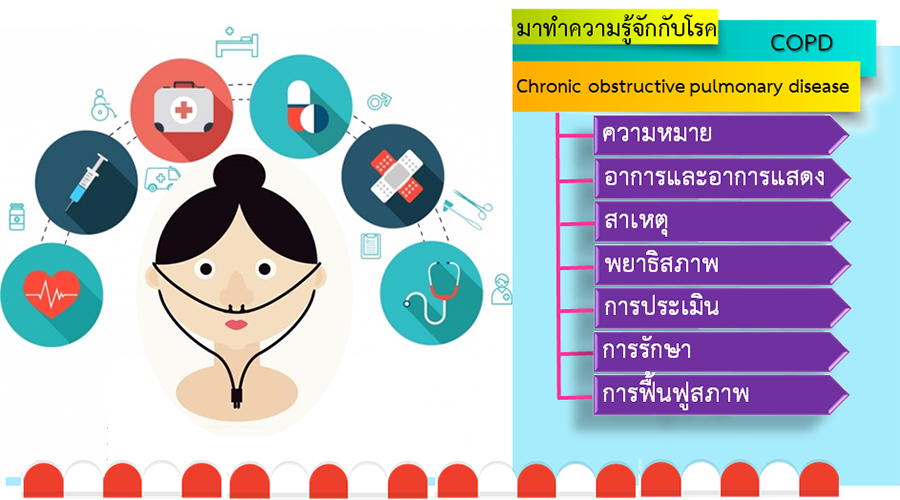 มาทำความรู้จักกับโรค
COPD
Chronic obstructive pulmonary disease
ความหมาย
อาการและอาการแสดง
สาเหตุ
พยาธิสภาพ
การประเมิน
การรักษา
การฟื้นฟูสภาพ